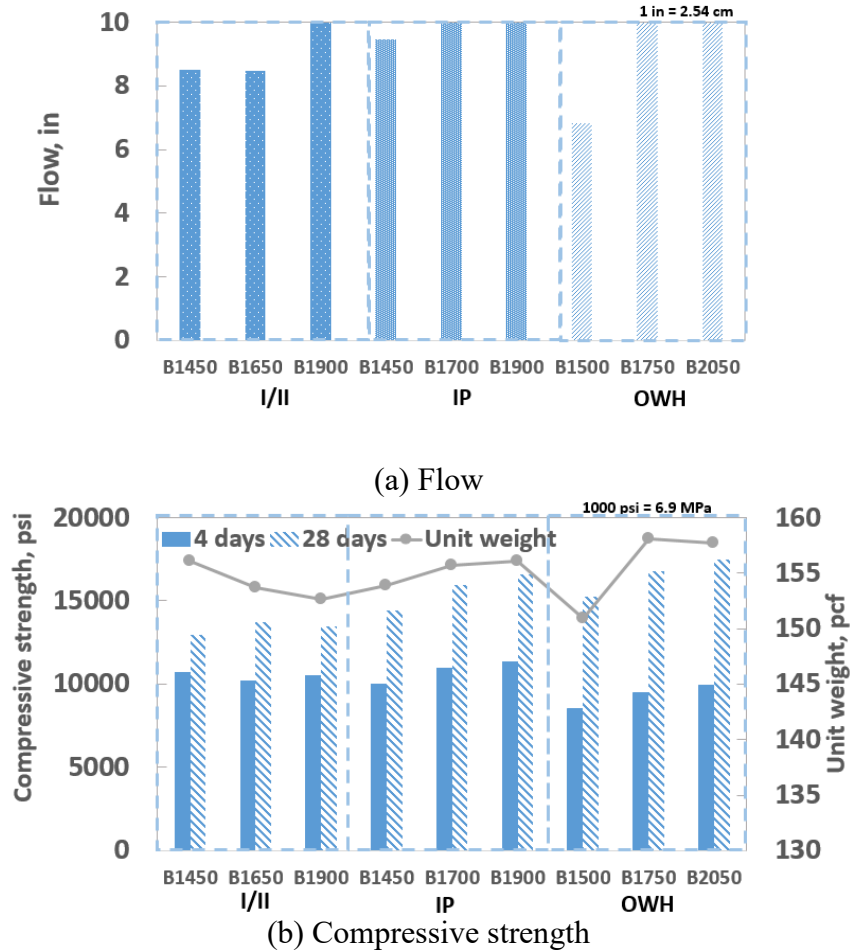 1 in = 2.54 cm
10
8
6
4
2
0
Flow, in
B1450 B1650 B1900 B1450 B1700 B1900 B1500 B1750 B2050
I/II IP OWH
(a) Flow
1000 psi = 6.9 MPa
20000
15000
10000
5000
0
Compressive strength, psi
4 days 28 days Unit weight
160
155
150
145
140
135
130
Unit weight, pcf
B1450 B1650 B1900 B1450 B1700 B1900 B1500 B1750 B2050
I/II IP OWH
(b) Compressive strength